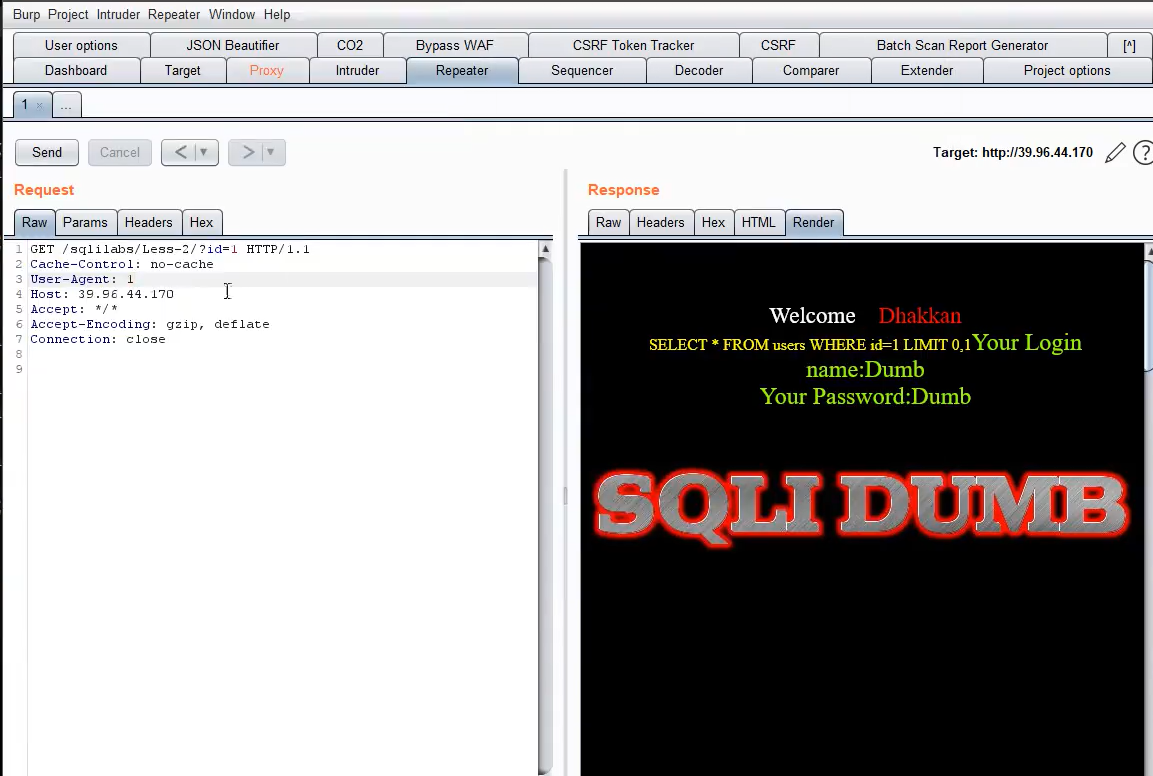 Burp Project Intruder Repeater Window Help
User options JSON Beautifier CO2 Bypass WAF CSRF Token Tracker CSRF Batch Scan Report Generator [^]
Dashboard Target Proxy Intruder Repeater Sequencer Decoder Comparer Extender Project options
1 × ...
Send Cancel < ▼ > ▼ Target: http://39.96.44.170 ?
Request
Raw Params Headers Hex
1 GET /sqlilabs/Less-2/?id=1 HTTP/1.1
2 Cache-Control: no-cache
3 User-Agent: 1
4 Host: 39.96.44.170
5 Accept: */*
6 Accept-Encoding: gzip, deflate
7 Connection: close
8
9
Response
Raw Headers Hex HTML Render
Welcome Dhakkan
SELECT * FROM users WHERE id=1 LIMIT 0,1Your Login
name:Dumb
Your Password:Dumb
SQLI DUMB